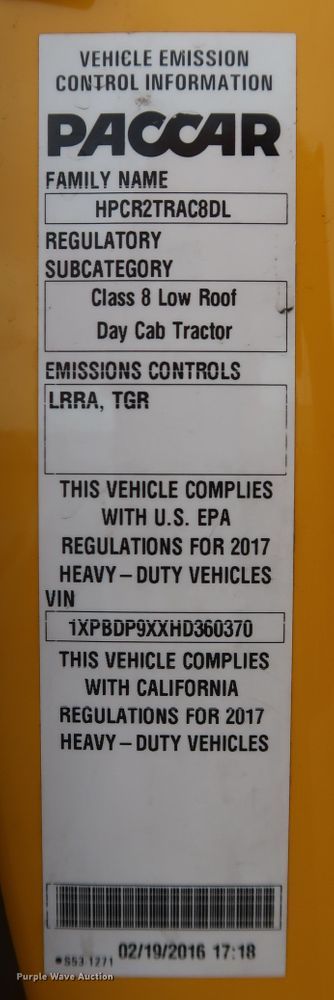 VEHICLE EMISSION
CONTROL INFORMATION
PACCAR
FAMILY NAME
HPCR2TRAC8DL
REGULATORY
SUBCATEGORY
Class 8 Low Roof
Day Cab Tractor
EMISSIONS CONTROLS
LRRA, TGR
THIS VEHICLE COMPLIES
WITH U.S. EPA
REGULATIONS FOR 2017
HEAVY-DUTY VEHICLES
VIN
1XPBDP9XXHD360370
THIS VEHICLE COMPLIES
WITH CALIFORNIA
REGULATIONS FOR 2017
HEAVY-DUTY VEHICLES
02/19/2016 17:18
Purple Wave Auction